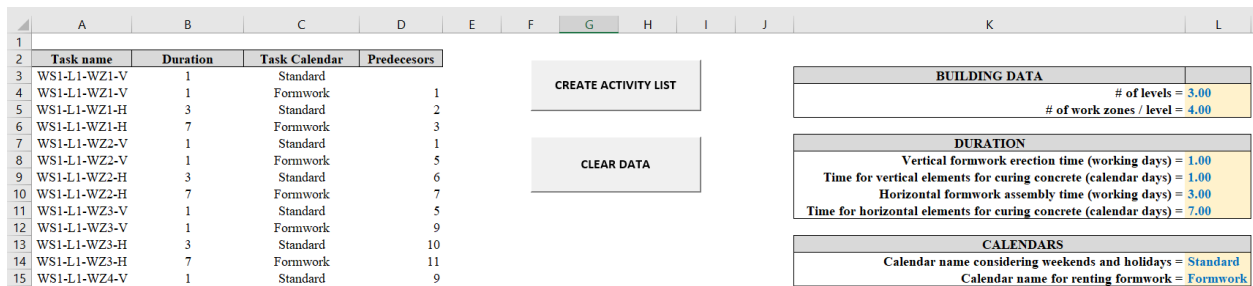 A B C D E F G H I J K L
1
2 Task name Duration Task Calendar Predecesors
3 WS1-L1-WZ1-V 1 Standard BUILDING DATA
4 WS1-L1-WZ1-V 1 Formwork 1 CREATE ACTIVITY LIST # of levels = 3.00
5 WS1-L1-WZ1-H 3 Standard 2 # of work zones / level = 4.00
6 WS1-L1-WZ1-H 7 Formwork 3
7 WS1-L1-WZ2-V 1 Standard 1 DURATION
8 WS1-L1-WZ2-V 1 Formwork 5 CLEAR DATA Vertical formwork erection time (working days) = 1.00
9 WS1-L1-WZ2-H 3 Standard 6 Time for vertical elements for curing concrete (calendar days) = 1.00
10 WS1-L1-WZ2-H 7 Formwork 7 Horizontal formwork assembly time (working days) = 3.00
11 WS1-L1-WZ3-V 1 Standard 5 Time for horizontal elements for curing concrete (calendar days) = 7.00
12 WS1-L1-WZ3-V 1 Formwork 9
13 WS1-L1-WZ3-H 3 Standard 10 CALENDARS
14 WS1-L1-WZ3-H 7 Formwork 11 Calendar name considering weekends and holidays = Standard
15 WS1-L1-WZ4-V 1 Standard 9 Calendar name for renting formwork = Formwork